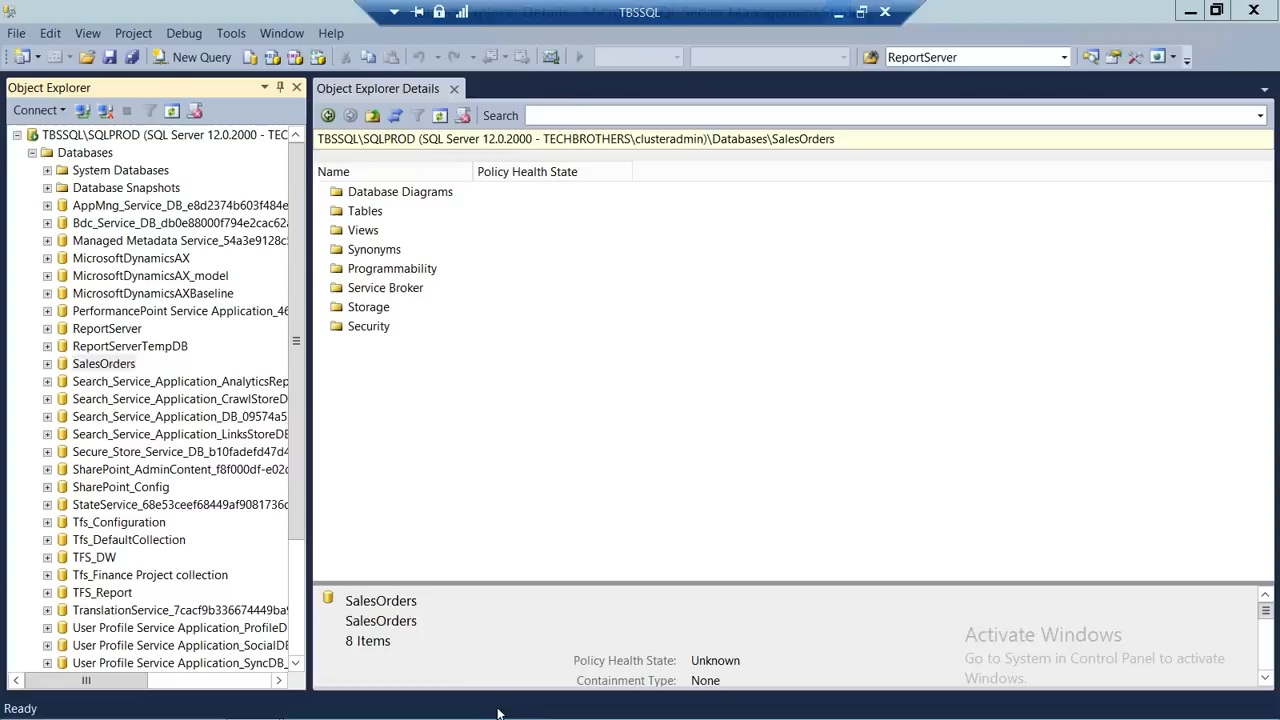 TBSSQL
File Edit View Project Debug Tools Window Help
New Query
ReportServer
Object Explorer
Object Explorer Details
Connect
Search
TBSSQL\SQLPROD (SQL Server 12.0.2000 - TEC
TBSSQL\SQLPROD (SQL Server 12.0.2000 - TECHBROTHERS\clusteradmin)\Databases\SalesOrders
Databases
System Databases
Database Snapshots
AppMng_Service_DB_e8d2374b603f484e
Bdc_Service_DB_db0e88000f794e2cac62
Managed Metadata Service_54a3e9128c
MicrosoftDynamicsAX
MicrosoftDynamicsAX_model
MicrosoftDynamicsAXBaseline
PerformancePoint Service Application_46
ReportServer
ReportServerTempDB
SalesOrders
Search_Service_Application_AnalyticsRep
Search_Service_Application_CrawlStoreD
Search_Service_Application_DB_09574a5
Search_Service_Application_LinksStoreDB
Secure_Store_Service_DB_b10fadefd47d4
SharePoint_AdminContent_f8f000df-e02c
SharePoint_Config
StateService_68e53ceef68449af9081736c
Tfs_Configuration
Tfs_DefaultCollection
TFS_DW
Tfs_Finance Project collection
TFS_Report
TranslationService_7cacf9b336674449ba9
User Profile Service Application_ProfileD
User Profile Service Application_SocialDB
User Profile Service Application_SyncDB_
Name Policy Health State
Database Diagrams
Tables
Views
Synonyms
Programmability
Service Broker
Storage
Security
SalesOrders
SalesOrders
8 Items
Policy Health State: Unknown
Containment Type: None
Activate Windows
Go to System in Control Panel to activate
Windows.
Ready